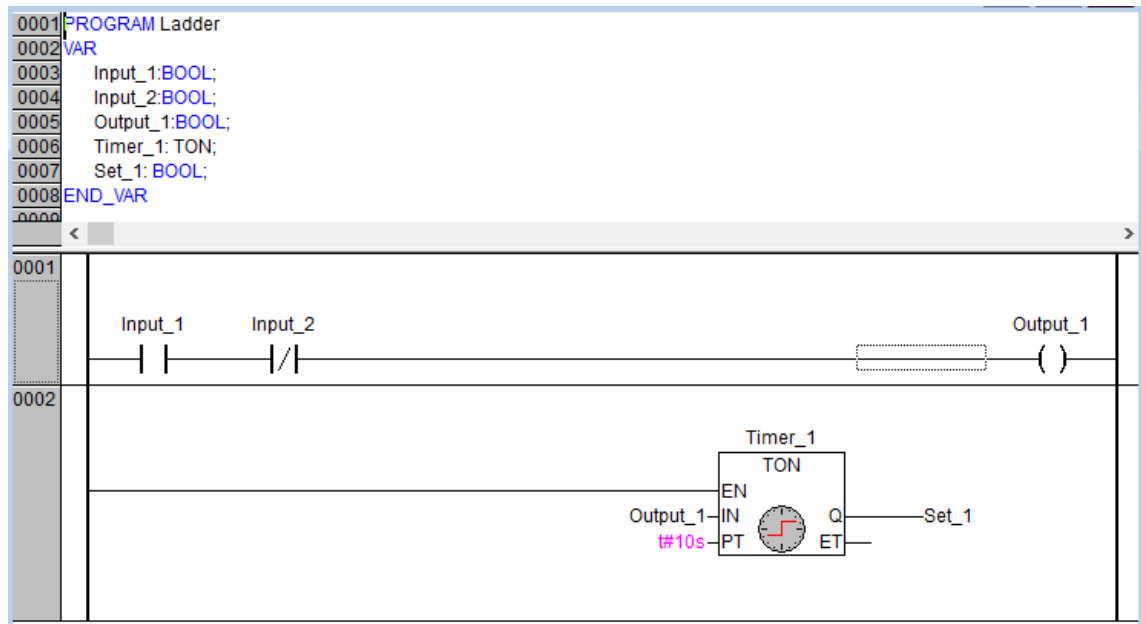 0001 PROGRAM Ladder
0002 VAR
0003 Input_1:BOOL;
0004 Input_2:BOOL;
0005 Output_1:BOOL;
0006 Timer_1: TON;
0007 Set_1: BOOL;
0008 END_VAR
0009
0001
Input_1 Input_2 Output_1
0002
Timer_1
TON
EN
Output_1 IN Q Set_1
t#10s PT ET